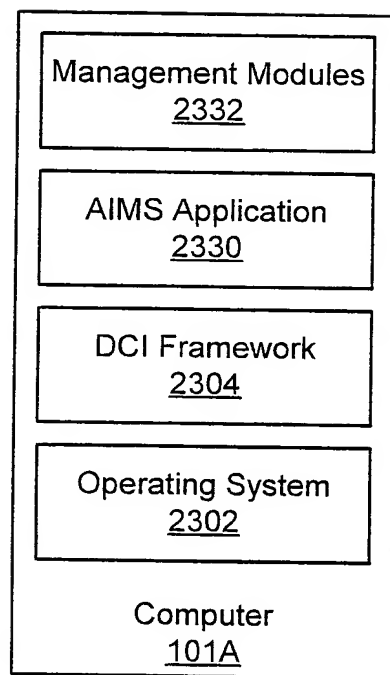 Management Modules
2332
AIMS Application
2330
DCI Framework
2304
Operating System
2302
Computer
101A